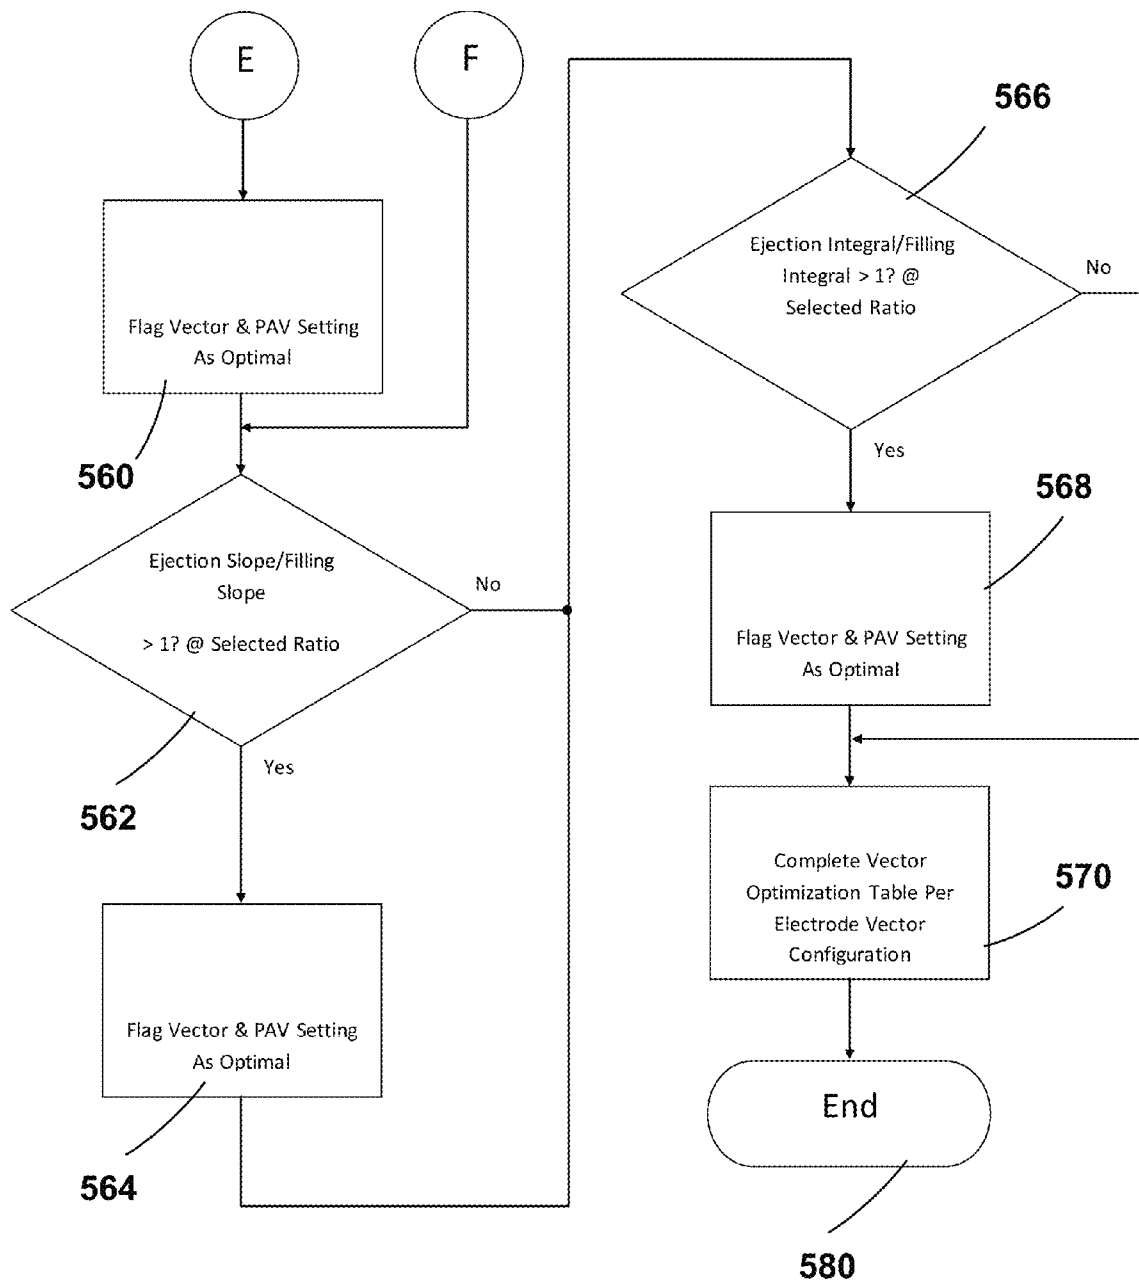 E
F
Flag Vector & PAV Setting
As Optimal
560
Ejection Slope/Filling
Slope
> 1? @ Selected Ratio
No
562
Yes
Flag Vector & PAV Setting
As Optimal
564
566
Ejection Integral/Filling
Integral > 1? @
Selected Ratio
No
Yes
568
Flag Vector & PAV Setting
As Optimal
Complete Vector
Optimization Table Per
Electrode Vector
Configuration
570
End
580